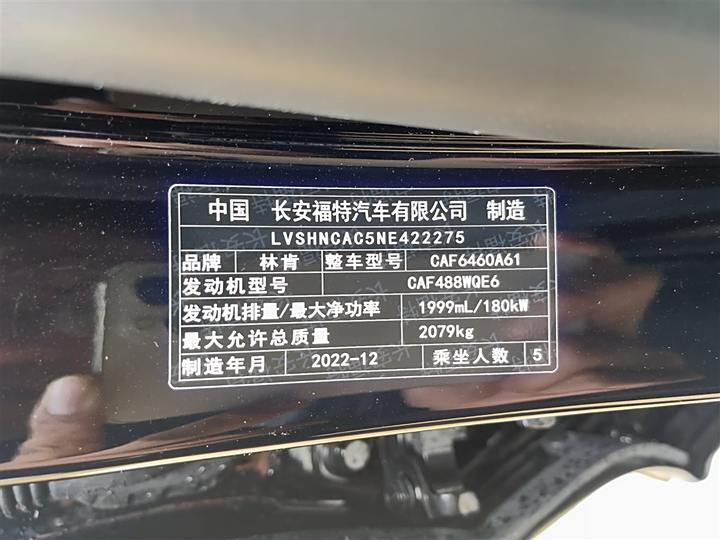 中国 长安福特汽车有限公司 制造
LVSHNCAC5NE422275
品牌 林肯 整车型号 CAF6460A61
发动机型号 CAF488WQE6
发动机排量/最大净功率 1999mL/180kW
最大允许总质量 2079kg
制造年月 2022-12 乘坐人数 5